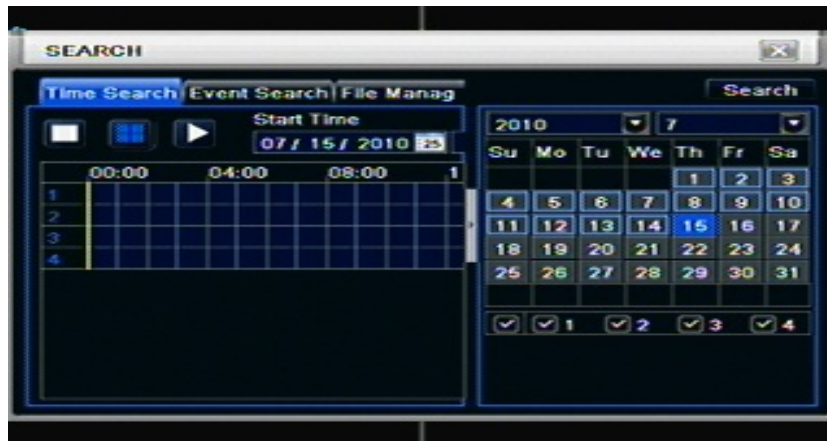 SEARCH
Time Search Event Search File Manag
Search
Start Time
07 / 15 / 2010 25
00:00 04:00 08:00 1
1
2
3
4
2010 7
Su Mo Tu We Th Fr Sa
1 2 3
4 5 6 7 8 9 10
11 12 13 14 15 16 17
18 19 20 21 22 23 24
25 26 27 28 29 30 31
1 2 3 4